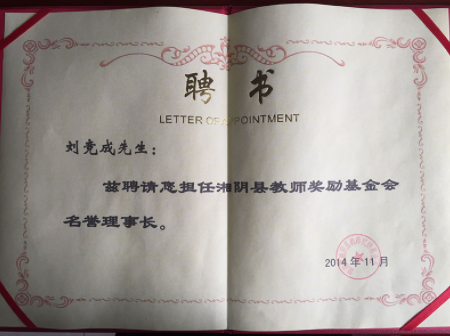 聘书
LETTER OF APPOINTMENT
刘竞成先生：
兹聘请您担任湘阴县教师奖励基金会
名誉理事长。
2014年11月